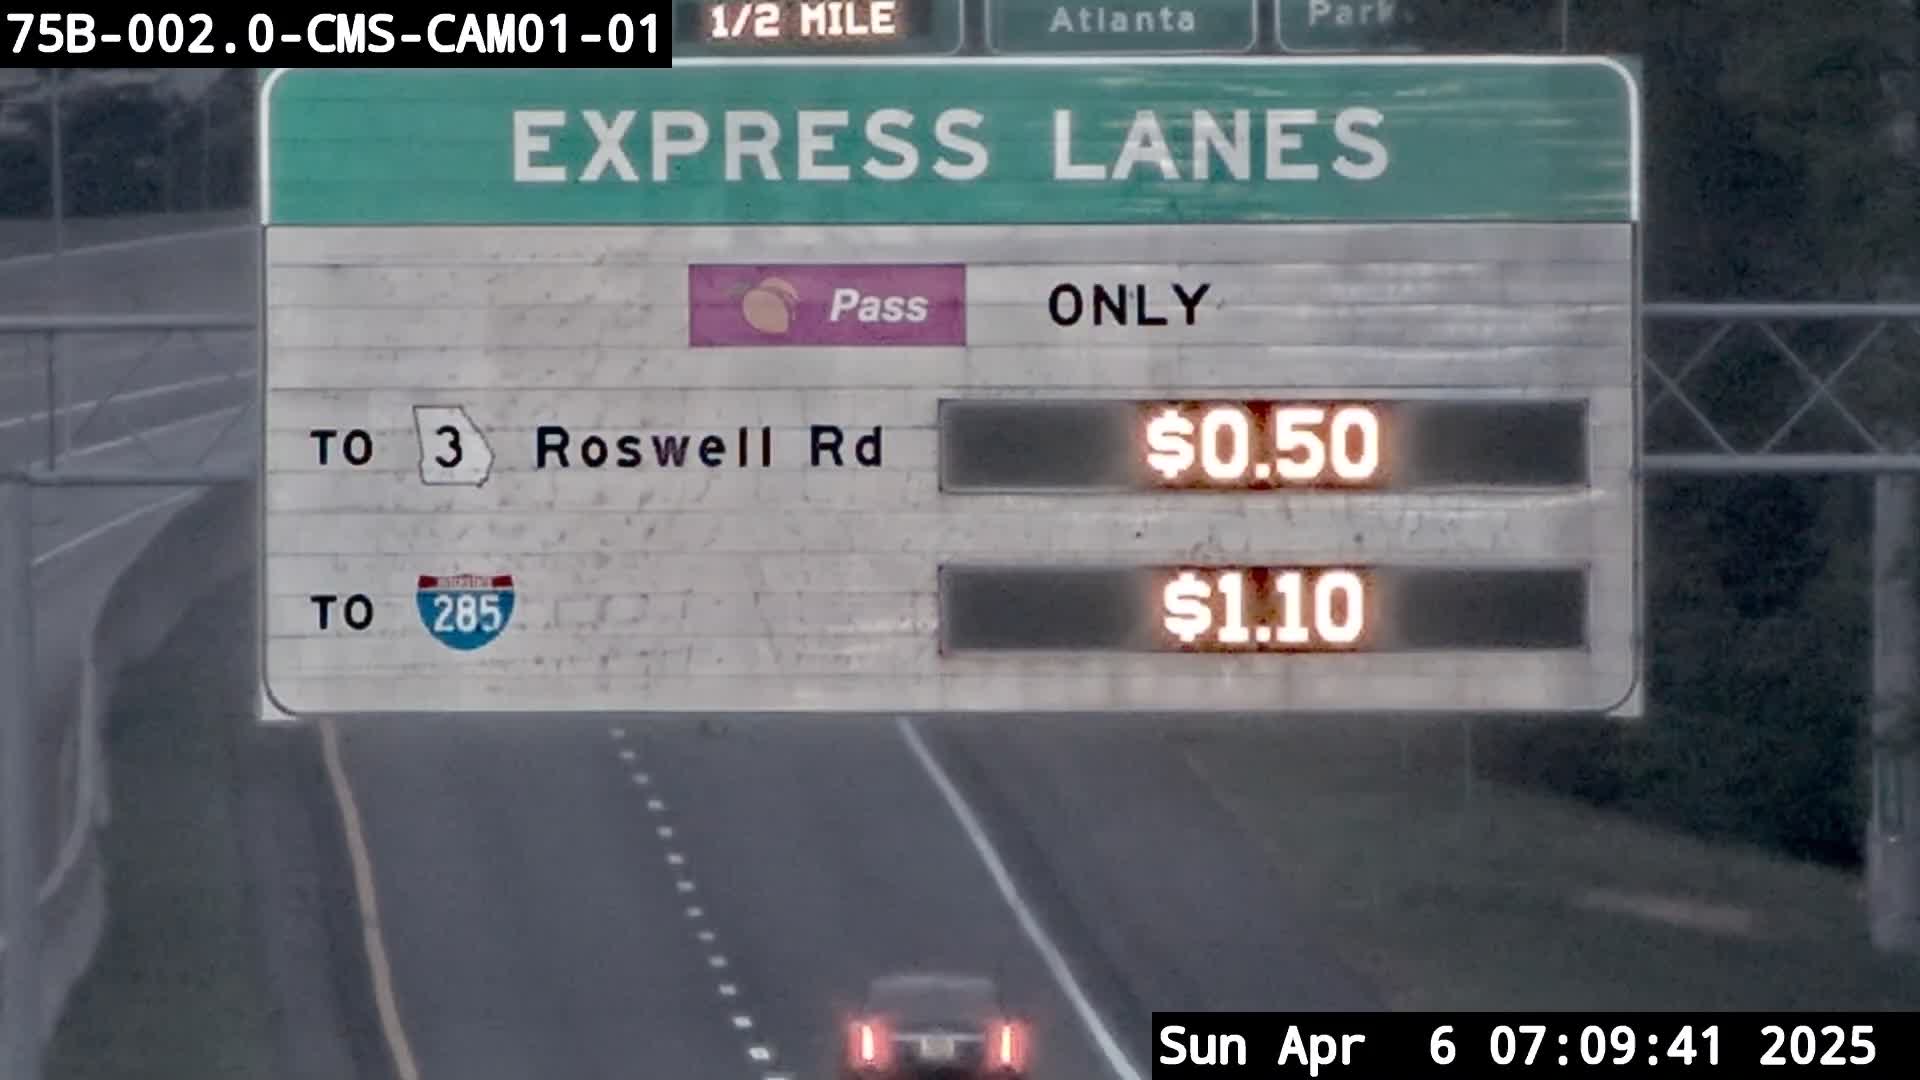 75B-002.0-CMS-CAM01-01
1/2 MILE
Atlanta
Park
EXPRESS LANES
Pass ONLY
TO 3 Roswell Rd $0.50
TO 285 $1.10
Sun Apr 6 07:09:41 2025